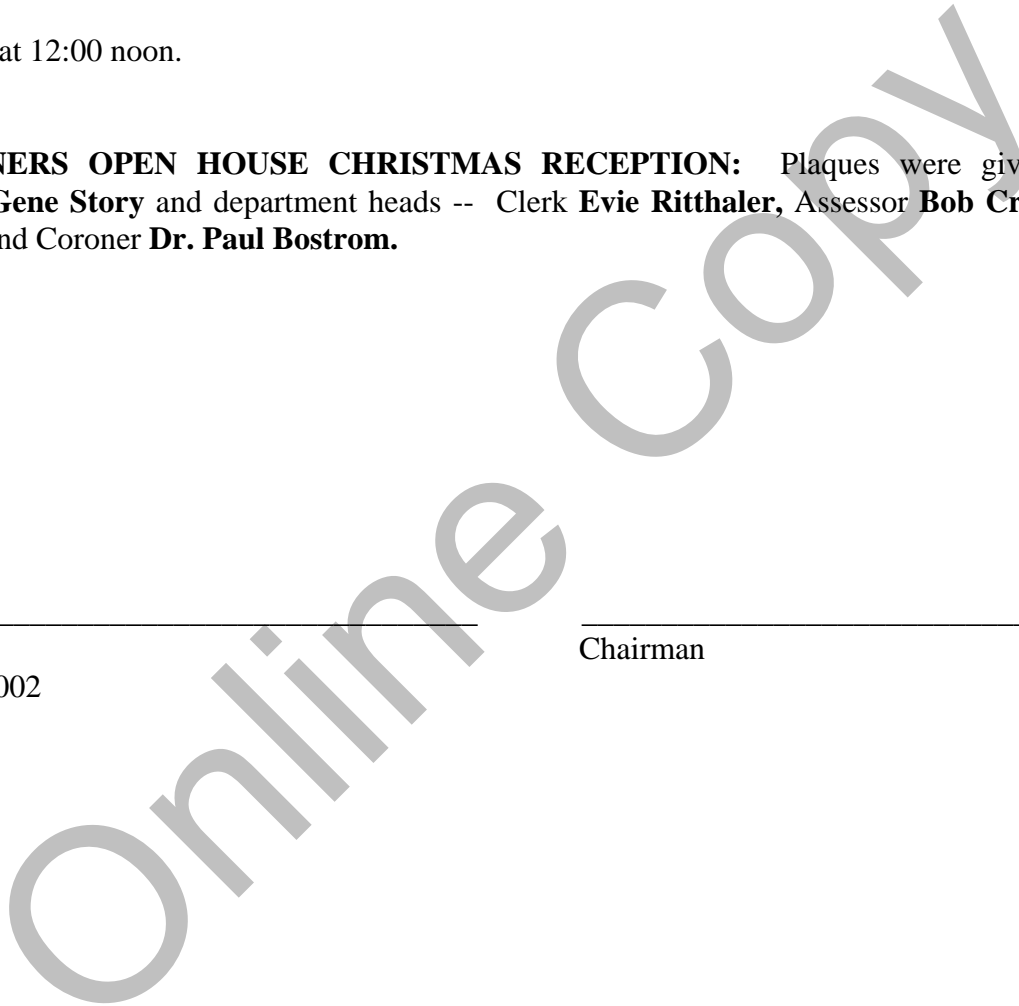 at 12:00 noon.
NERS OPEN HOUSE CHRISTMAS RECEPTION: Plaques were giv
Gene Story and department heads -- Clerk Evie Ritthaler, Assessor Bob Cr
nd Coroner Dr. Paul Bostrom.
Chairman
002
Online Copy